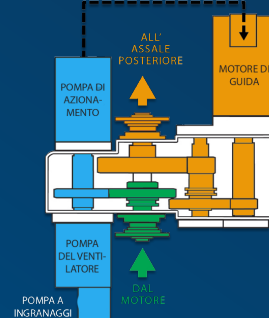 ALL'
ASSALE
POSTERIORE
MOTORE DI
GUIDA
POMPA DI
AZIONA-
MENTO
POMPA
DEL VENTI-
LATORE
DAL
MOTORE
POMPA A
INGRANAGGI